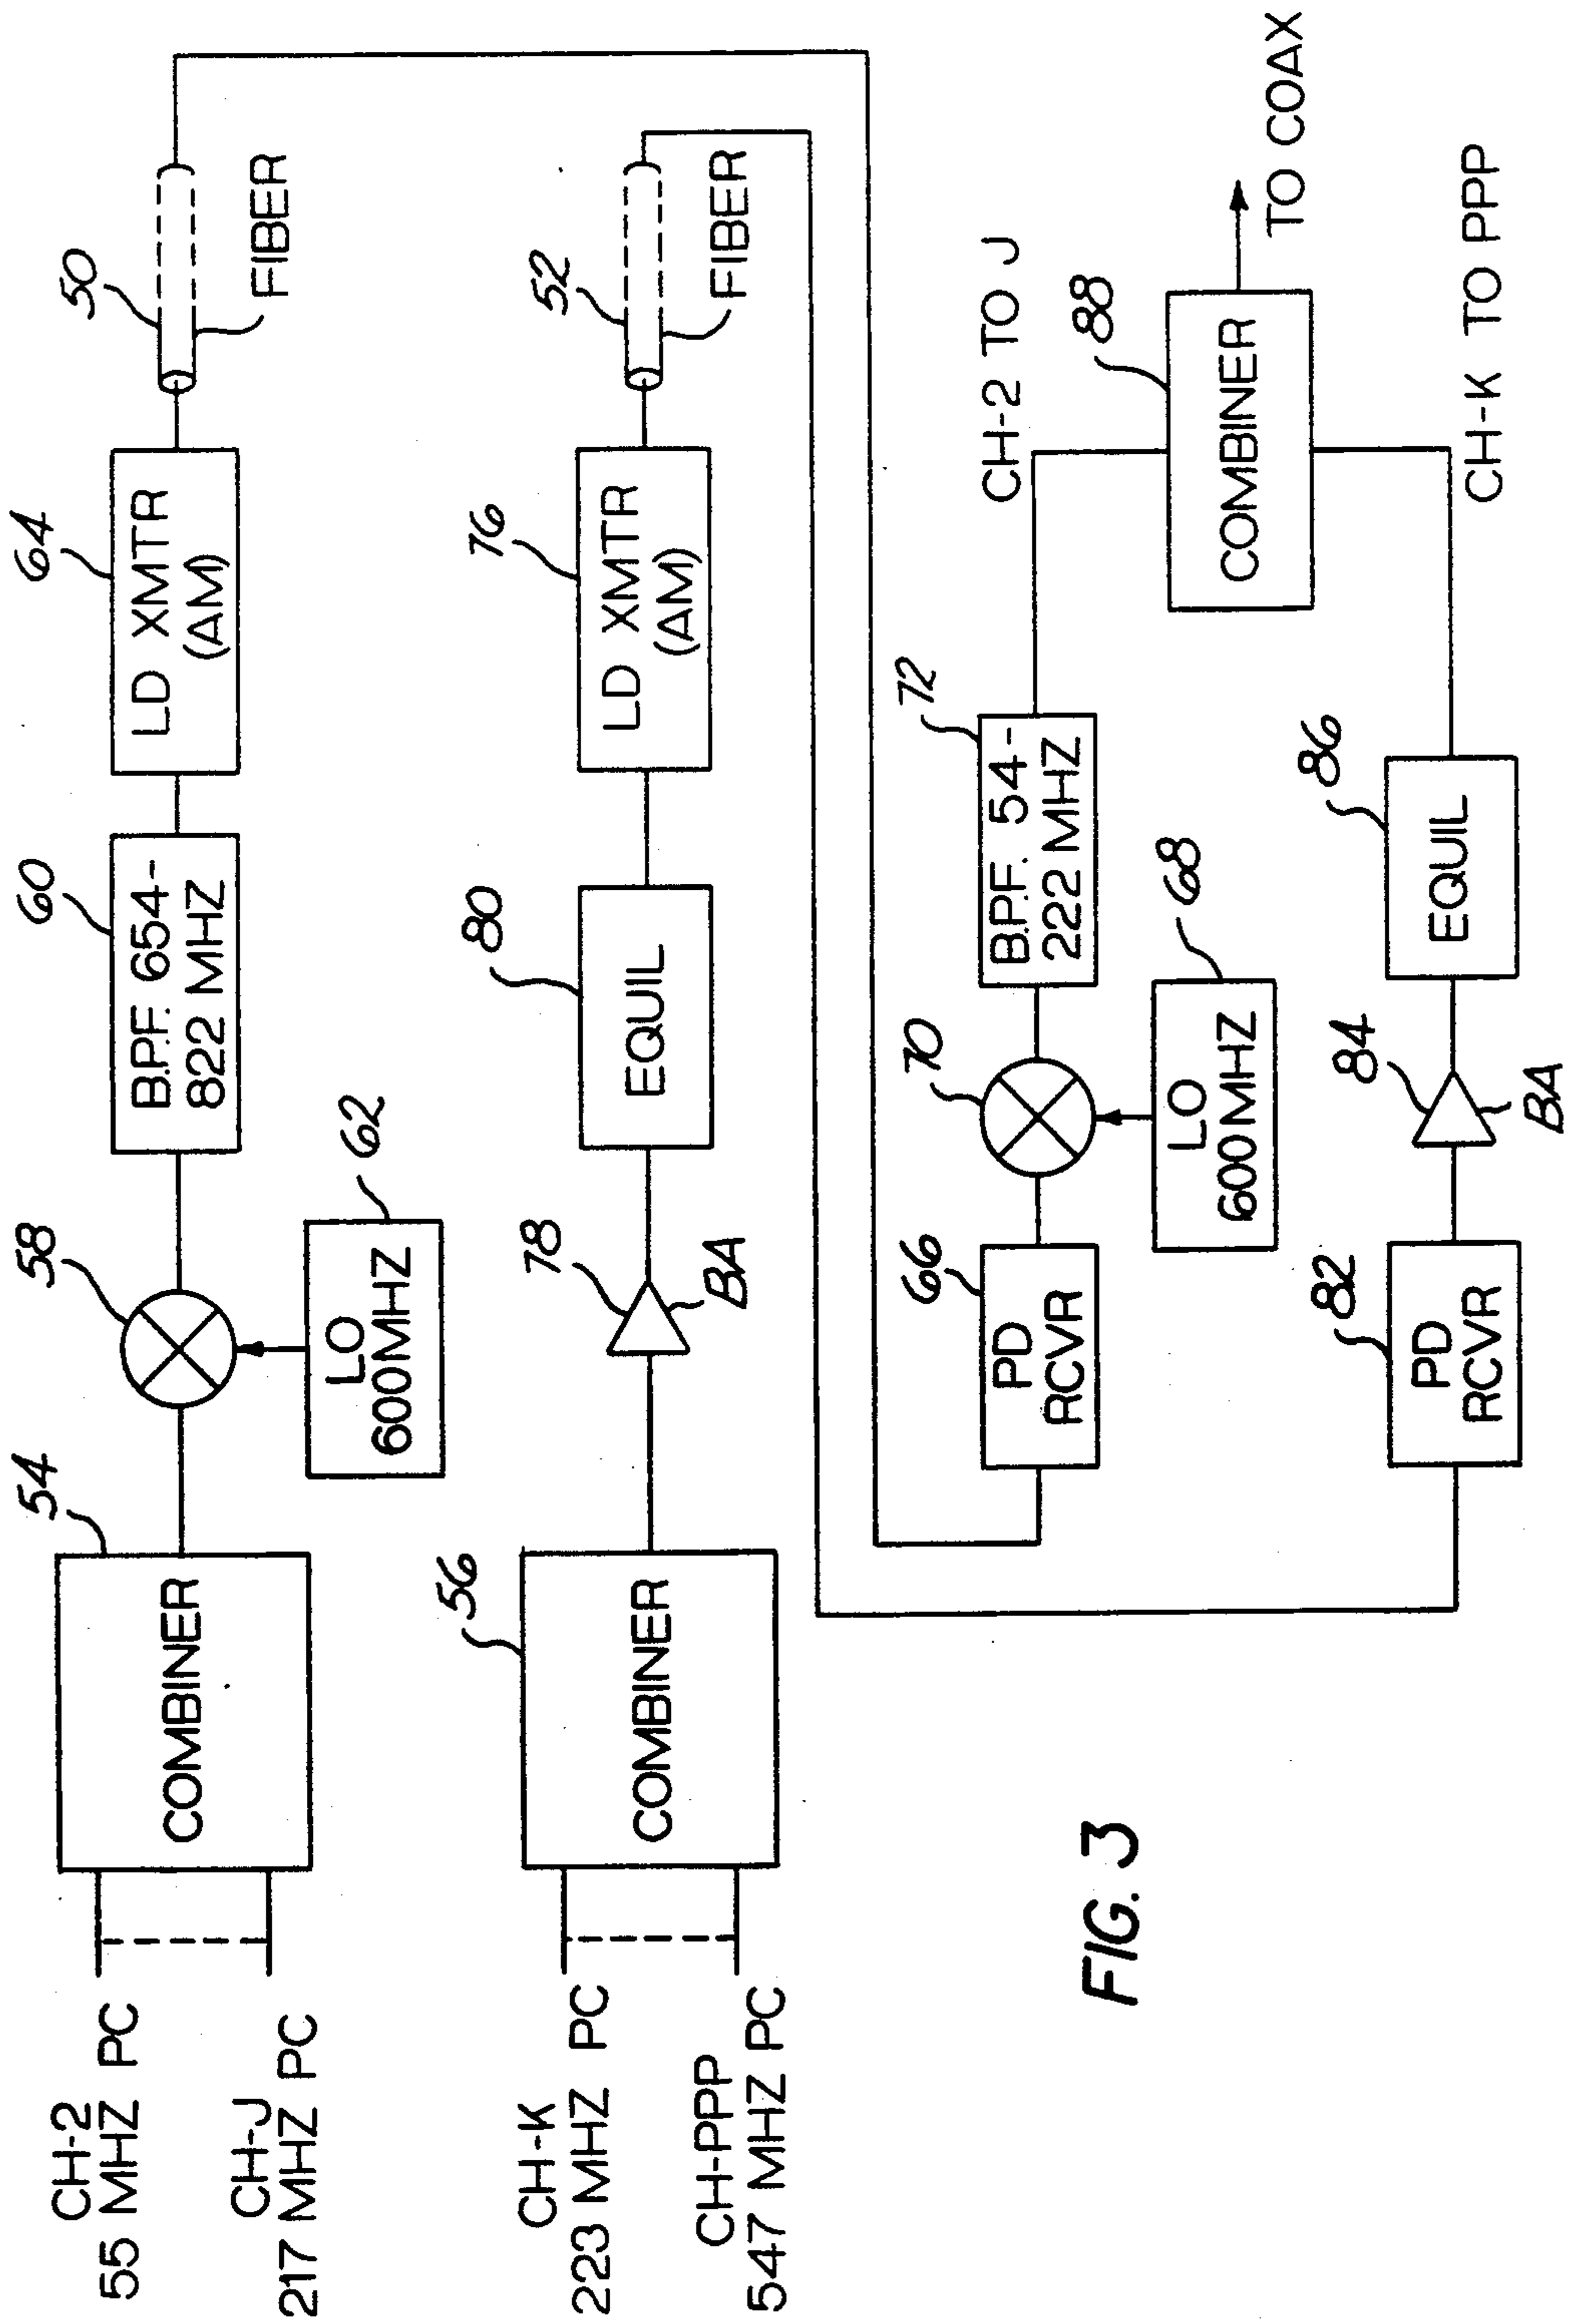 CH-2
55 MHZ PC
CH-J
217 MHZ PC
54
COMBINER
58
62
LO
600MHZ
60
B.P.F. 654-
822 MHZ
64
LD XMTR
(AM)
50
FIBER
CH-K
223 MHZ PC
CH-PPP
547 MHZ PC
56
COMBINER
78
BA
80
EQUIL
76
LD XMTR
(AM)
52
FIBER
66
PD
RCVR
70
68
LO
600MHZ
72
B.P.F. 54-
222 MHZ
CH-2 TO J
82
PD
RCVR
84
BA
86
EQUIL
88
COMBINER
TO COAX
CH-K TO PPP
FIG. 3